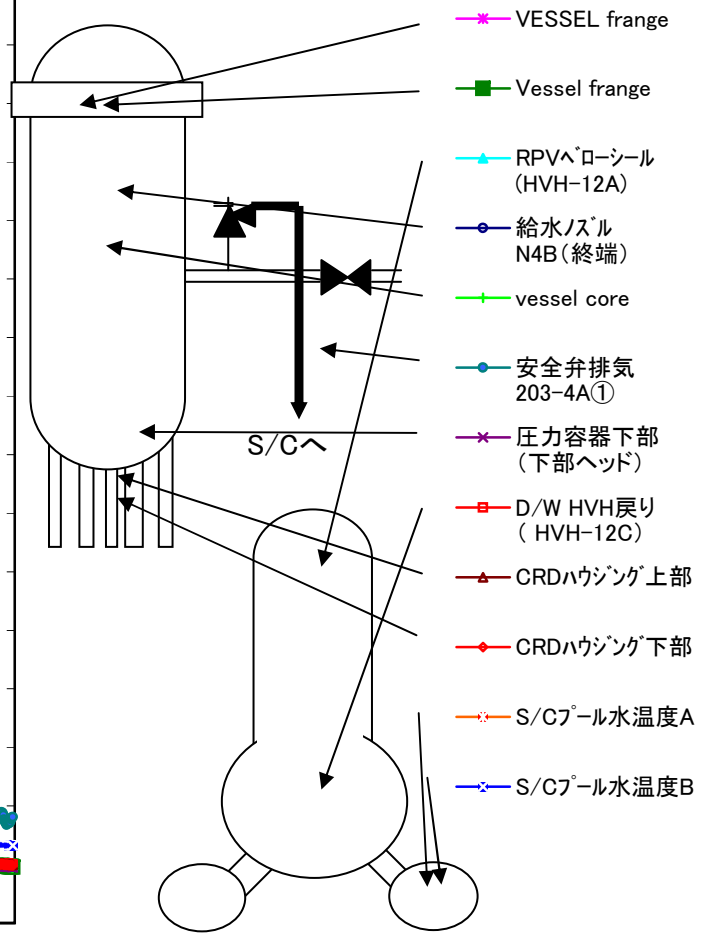 VESSEL frange
Vessel frange
RPVﾍﾞローシール
(HVH-12A)
給水ﾉｽﾞﾙ
N4B(終端)
vessel core
安全弁排気
203-4A①
S/Cへ
圧力容器下部
(下部ヘッド)
D/W HVH戻り
( HVH-12C)
CRDﾊｳｼﾞﾝｸﾞ上部
CRDﾊｳｼﾞﾝｸﾞ下部
S/Cﾌﾟｰﾙ水温度A
S/Cﾌﾟｰﾙ水温度B